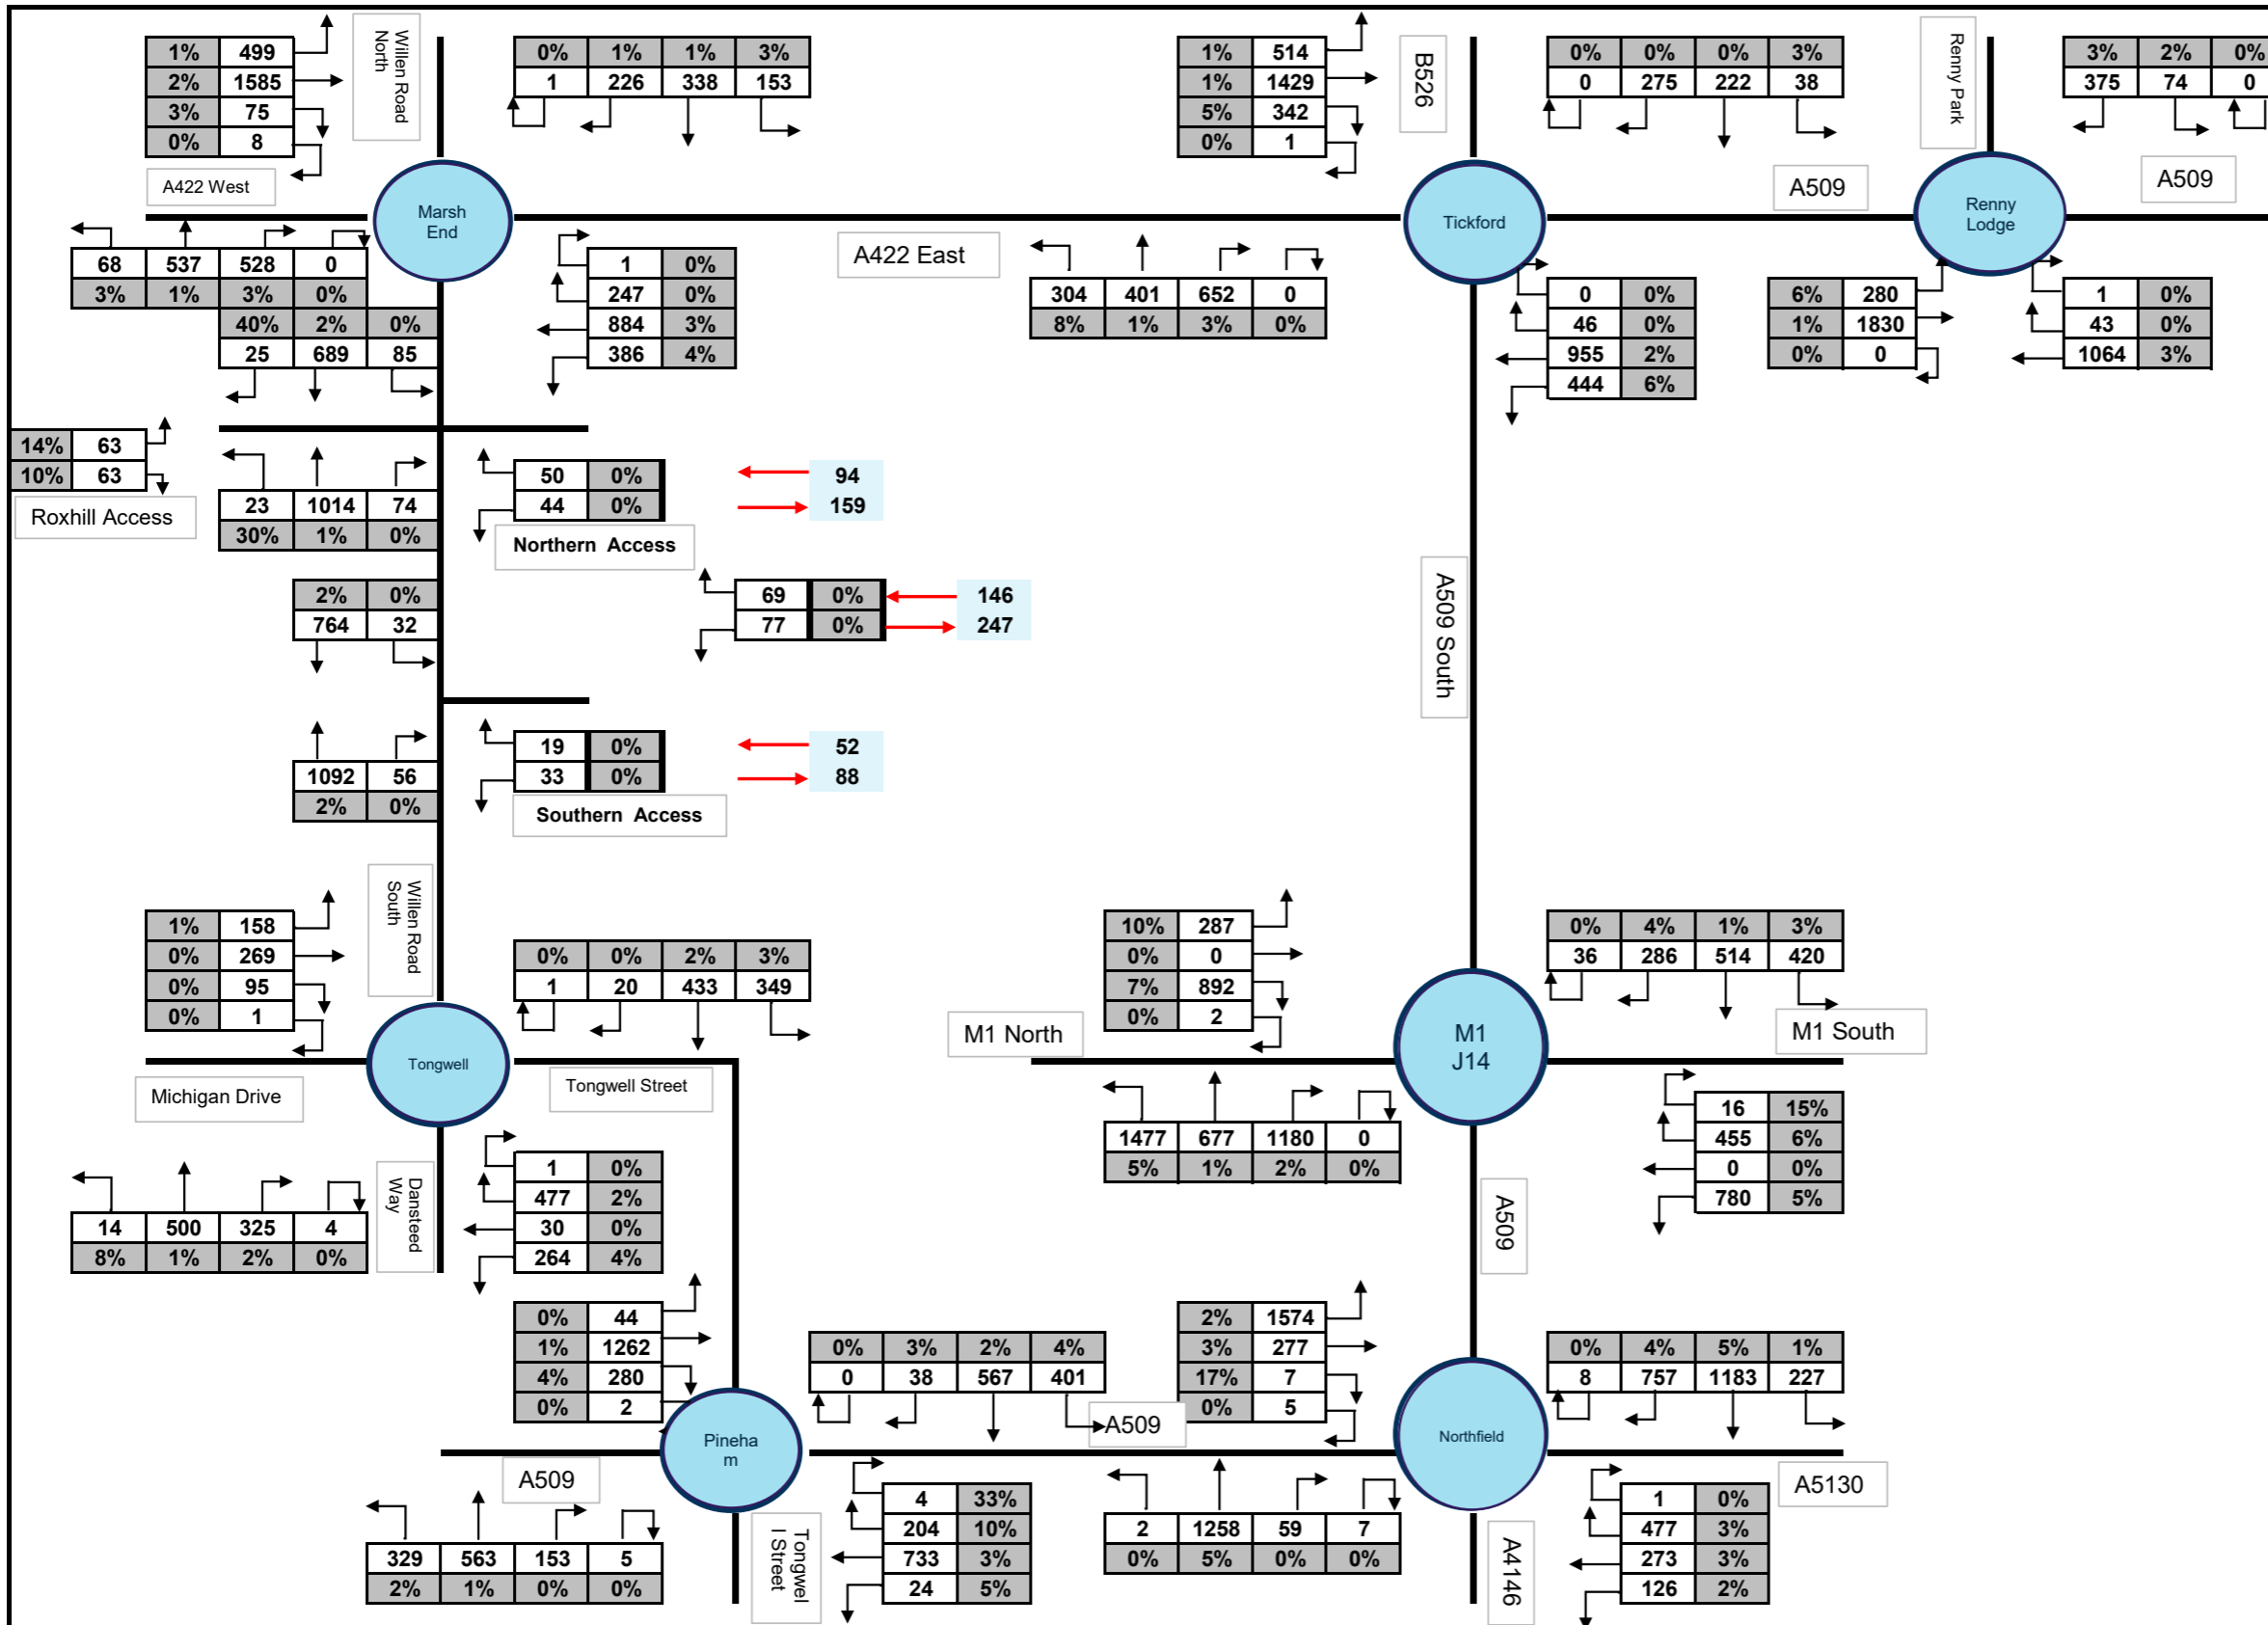 1% 499
2% 1585
3% 75
0% 8
Willen Road
North
0% 1% 1% 3%
1 226 338 153
1% 514
1% 1429
5% 342
0% 1
B526
0% 0% 0% 3%
0 275 222 38
Renny Park
3% 2% 0%
375 74 0
A422 West
Marsh
End
A422 East
Tickford
A509
Renny
Lodge
A509
68 537 528 0
3% 1% 3% 0%
40% 2% 0%
25 689 85
1 0%
247 0%
884 3%
386 4%
304 401 652 0
8% 1% 3% 0%
0 0%
46 0%
955 2%
444 6%
6% 280
1% 1830
0% 0
1 0%
43 0%
1064 3%
14% 63
10% 63
Roxhill Access
23 1014 74
30% 1% 0%
50 0%
44 0%
94
159
Northern Access
2% 0%
764 32
69 0%
77 0%
146
247
A509 South
1092 56
2% 0%
19 0%
33 0%
52
88
Southern Access
Willen Road
South
1% 158
0% 269
0% 95
0% 1
0% 0% 2% 3%
1 20 433 349
10% 287
0% 0
7% 892
0% 2
0% 4% 1% 3%
36 286 514 420
M1 North
M1
J14
M1 South
Michigan Drive
Tongwell
Tongwell Street
1477 677 1180 0
5% 1% 2% 0%
16 15%
455 6%
0 0%
780 5%
14 500 325 4
8% 1% 2% 0%
Dansteed
Way
1 0%
477 2%
30 0%
264 4%
A509
0% 44
1% 1262
4% 280
0% 2
0% 3% 2% 4%
0 38 567 401
2% 1574
3% 277
17% 7
0% 5
0% 4% 5% 1%
8 757 1183 227
A509
Pineha
m
Northfield
A509
A5130
329 563 153 5
2% 1% 0% 0%
Tongwel
l Street
4 33%
204 10%
733 3%
24 5%
2 1258 59 7
0% 5% 0% 0%
A4146
1 0%
477 3%
273 3%
126 2%